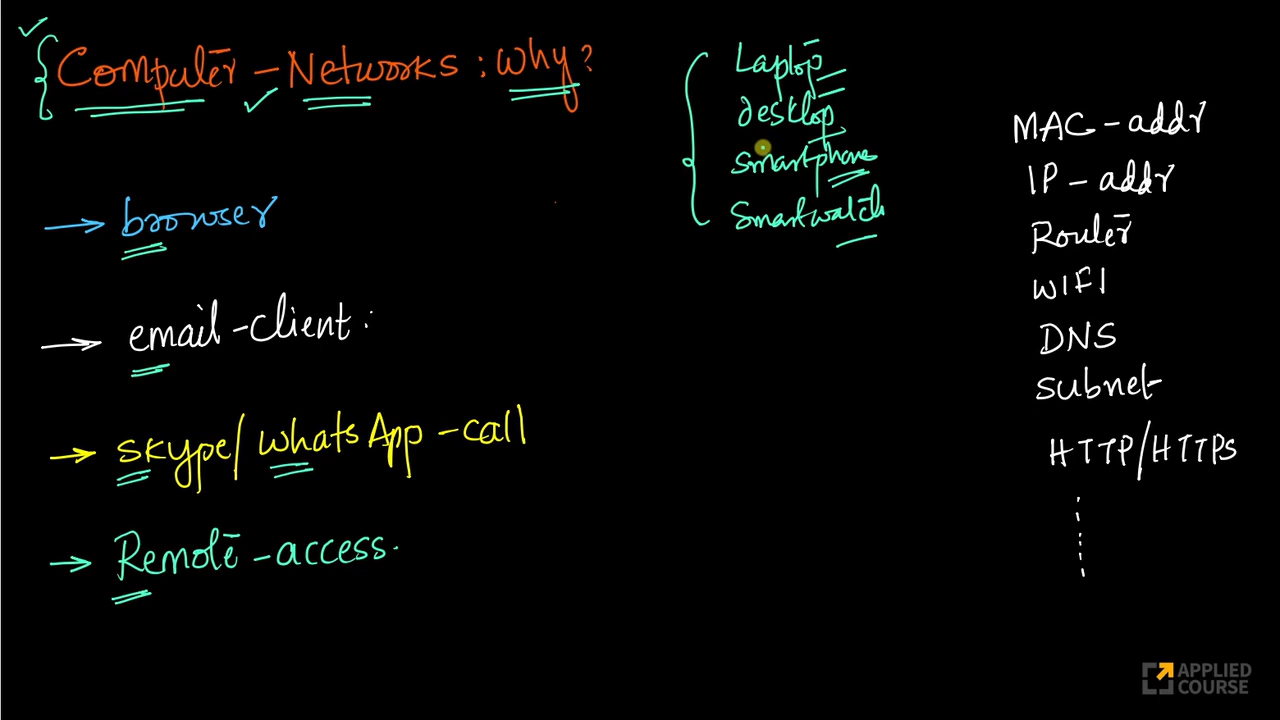 Computer - Networks : Why?
→ browser
→ email-client :
→ skype/whatsApp-call
→ Remote-access.
Laptop
desktop
smartphone
Smartwatch
MAC-addr
IP-addr
Router
WIFI
DNS
subnet
HTTP/HTTPS
APPLIED
COURSE